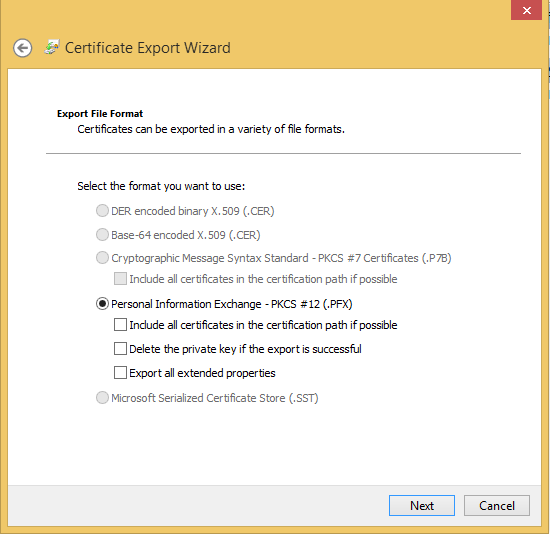 Certificate Export Wizard
Export File Format
Certificates can be exported in a variety of file formats.
Select the format you want to use:
DER encoded binary X.509 (.CER)
Base-64 encoded X.509 (.CER)
Cryptographic Message Syntax Standard - PKCS #7 Certificates (.P7B)
Include all certificates in the certification path if possible
Personal Information Exchange - PKCS #12 (.PFX)
Include all certificates in the certification path if possible
Delete the private key if the export is successful
Export all extended properties
Microsoft Serialized Certificate Store (.SST)
Next
Cancel